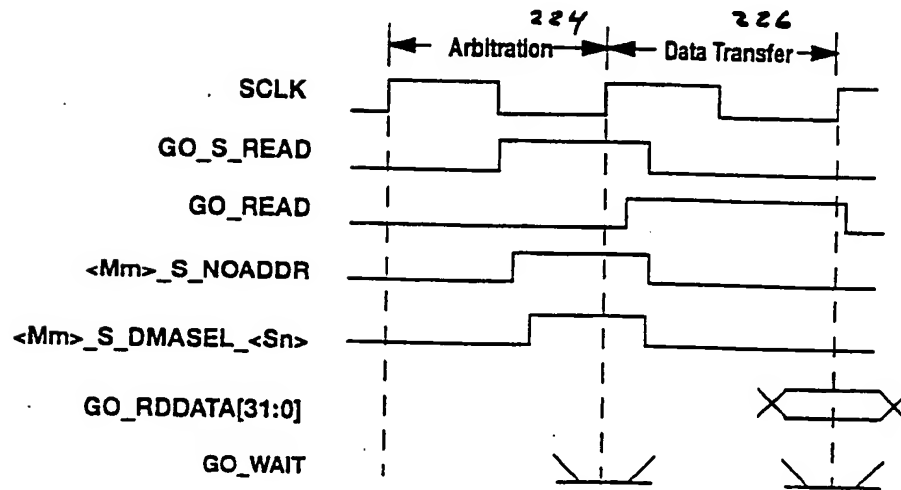 224 226
Arbitration Data Transfer
SCLK
GO_S_READ
GO_READ
<Mm>_S_NOADDR
<Mm>_S_DMASEL_<Sn>
GO_RDDATA[31:0]
GO_WAIT